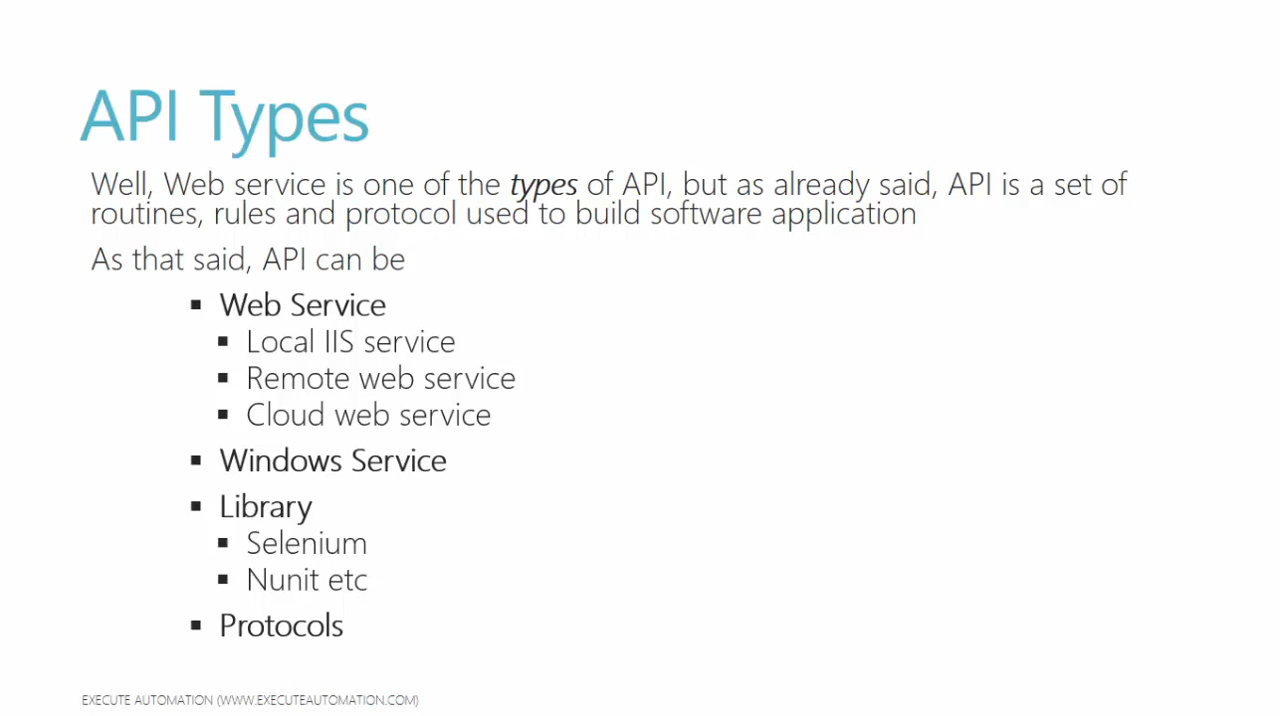 API Types
Well, Web service is one of the types of API, but as already said, API is a set of
routines, rules and protocol used to build software application
As that said, API can be
▪ Web Service
▪ Local IIS service
▪ Remote web service
▪ Cloud web service
▪ Windows Service
▪ Library
▪ Selenium
▪ Nunit etc
▪ Protocols
EXECUTE AUTOMATION (WWW.EXECUTEAUTOMATION.COM)